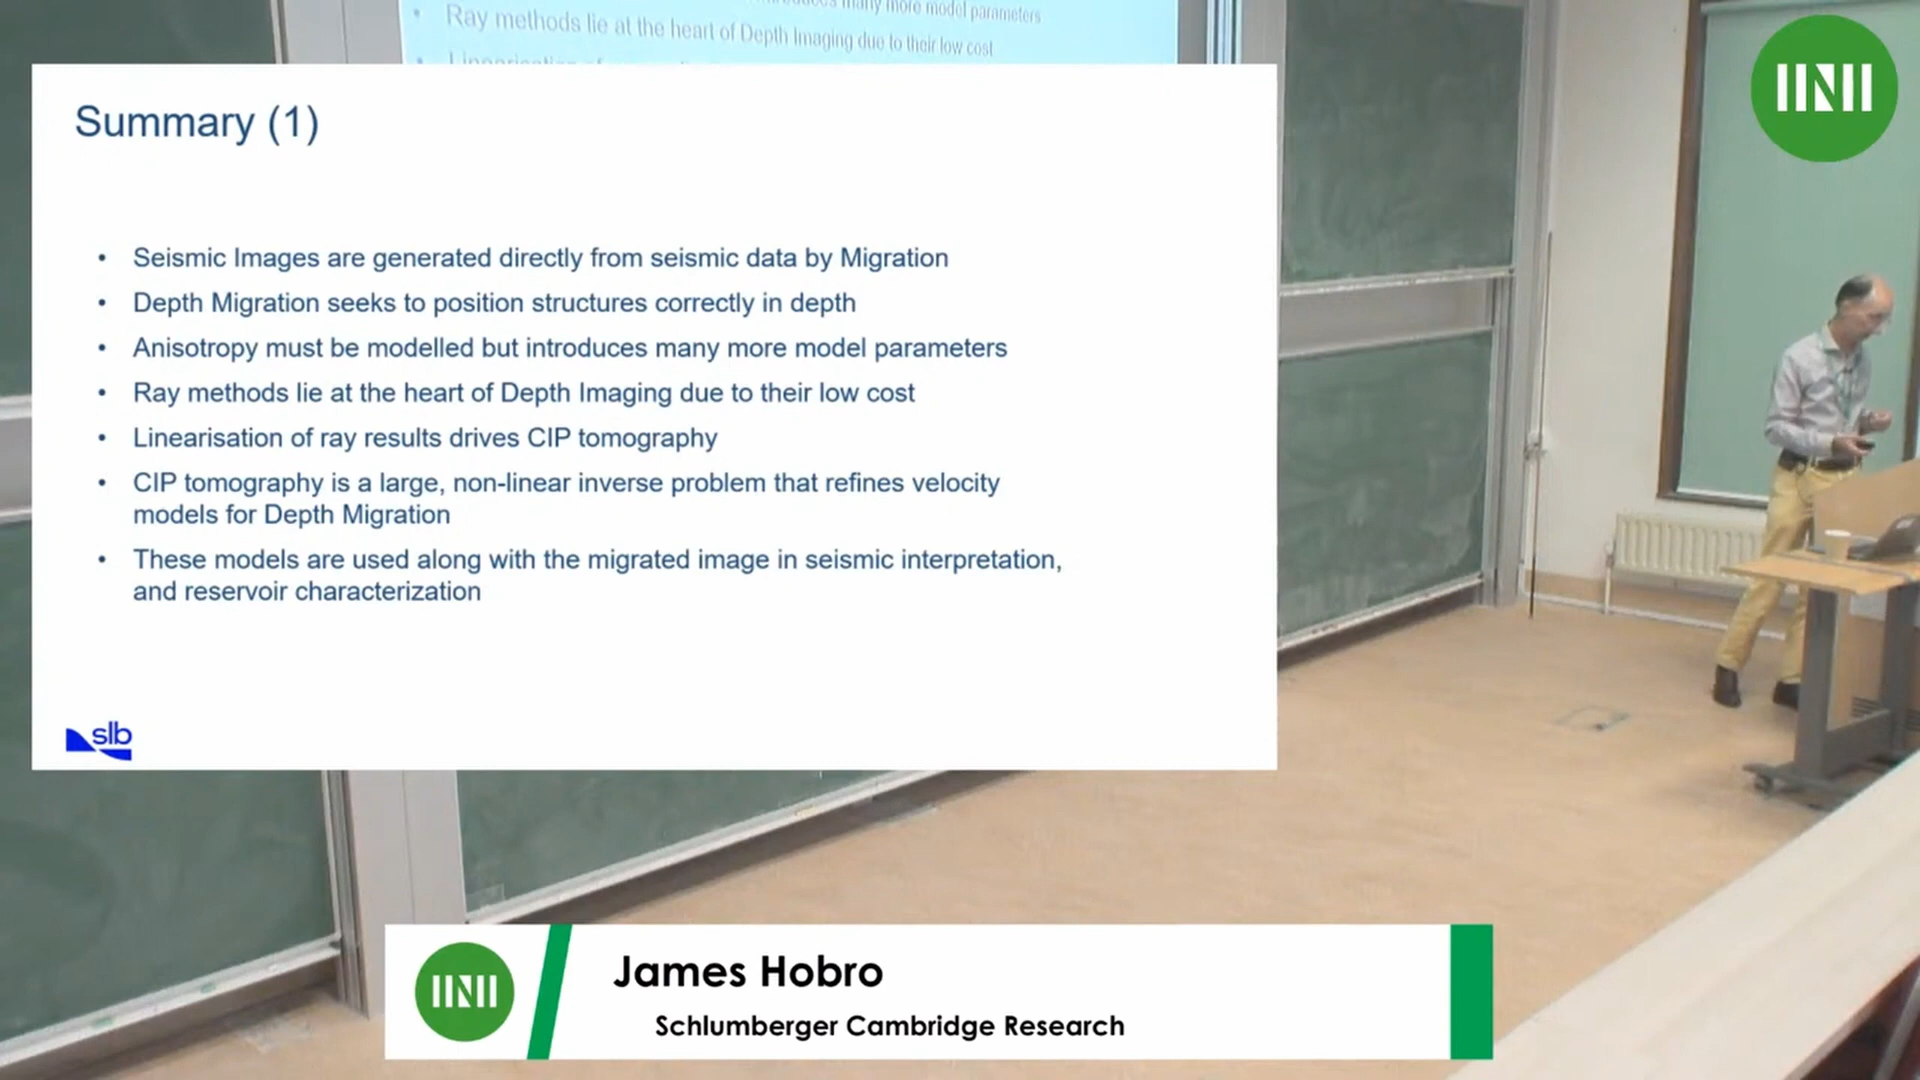 many more model parameters
Ray methods lie at the heart of Depth Imaging due to their low cost
Summary (1)
• Seismic Images are generated directly from seismic data by Migration
• Depth Migration seeks to position structures correctly in depth
• Anisotropy must be modelled but introduces many more model parameters
• Ray methods lie at the heart of Depth Imaging due to their low cost
• Linearisation of ray results drives CIP tomography
• CIP tomography is a large, non-linear inverse problem that refines velocity
models for Depth Migration
• These models are used along with the migrated image in seismic interpretation,
and reservoir characterization
slb
James Hobro
Schlumberger Cambridge Research